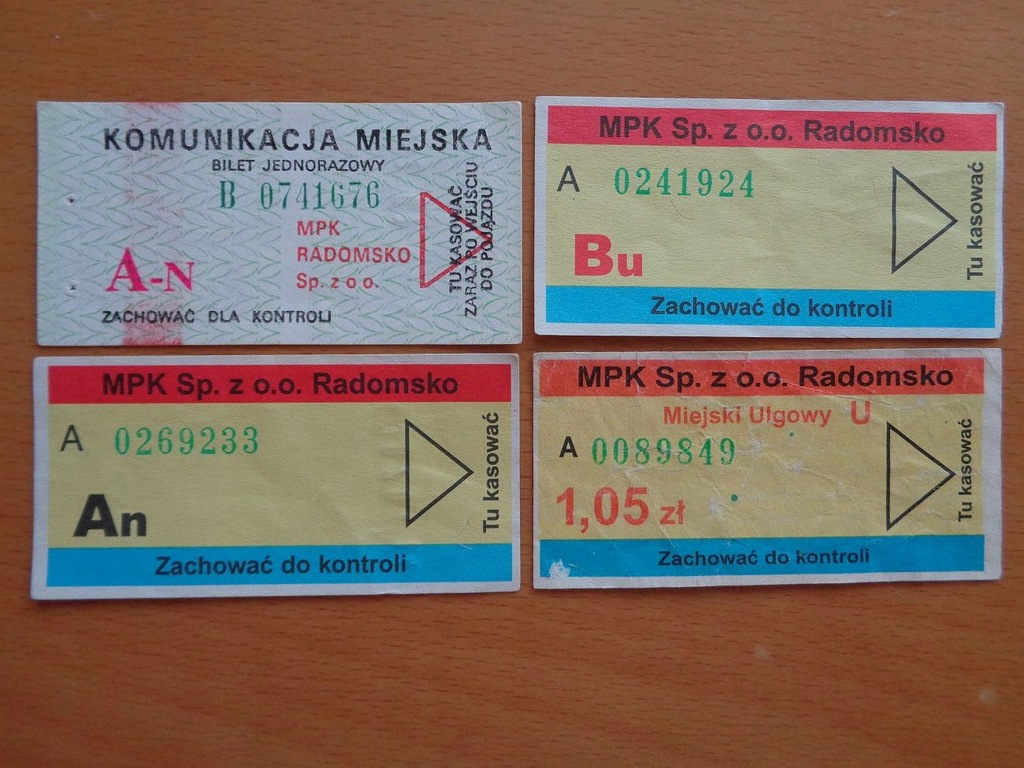 KOMUNIKACJA MIEJSKA
BILET JEDNORAZOWY
B 0741676
MPK
RADOMSKO
Sp. z o o.
A-N
ZACHOWAĆ DLA KONTROLI
TU KASOWAĆ
ZARAZ PO WEJŚCIU
DO POJAZDU
MPK Sp. z o.o. Radomsko
A 0241924
Bu
Tu kasować
Zachować do kontroli
MPK Sp. z o.o. Radomsko
A 0269233
An
Tu kasować
Zachować do kontroli
MPK Sp. z o.o. Radomsko
Miejski Ulgowy U
A 0089849
1,05 zł
Tu kasować
Zachować do kontroli